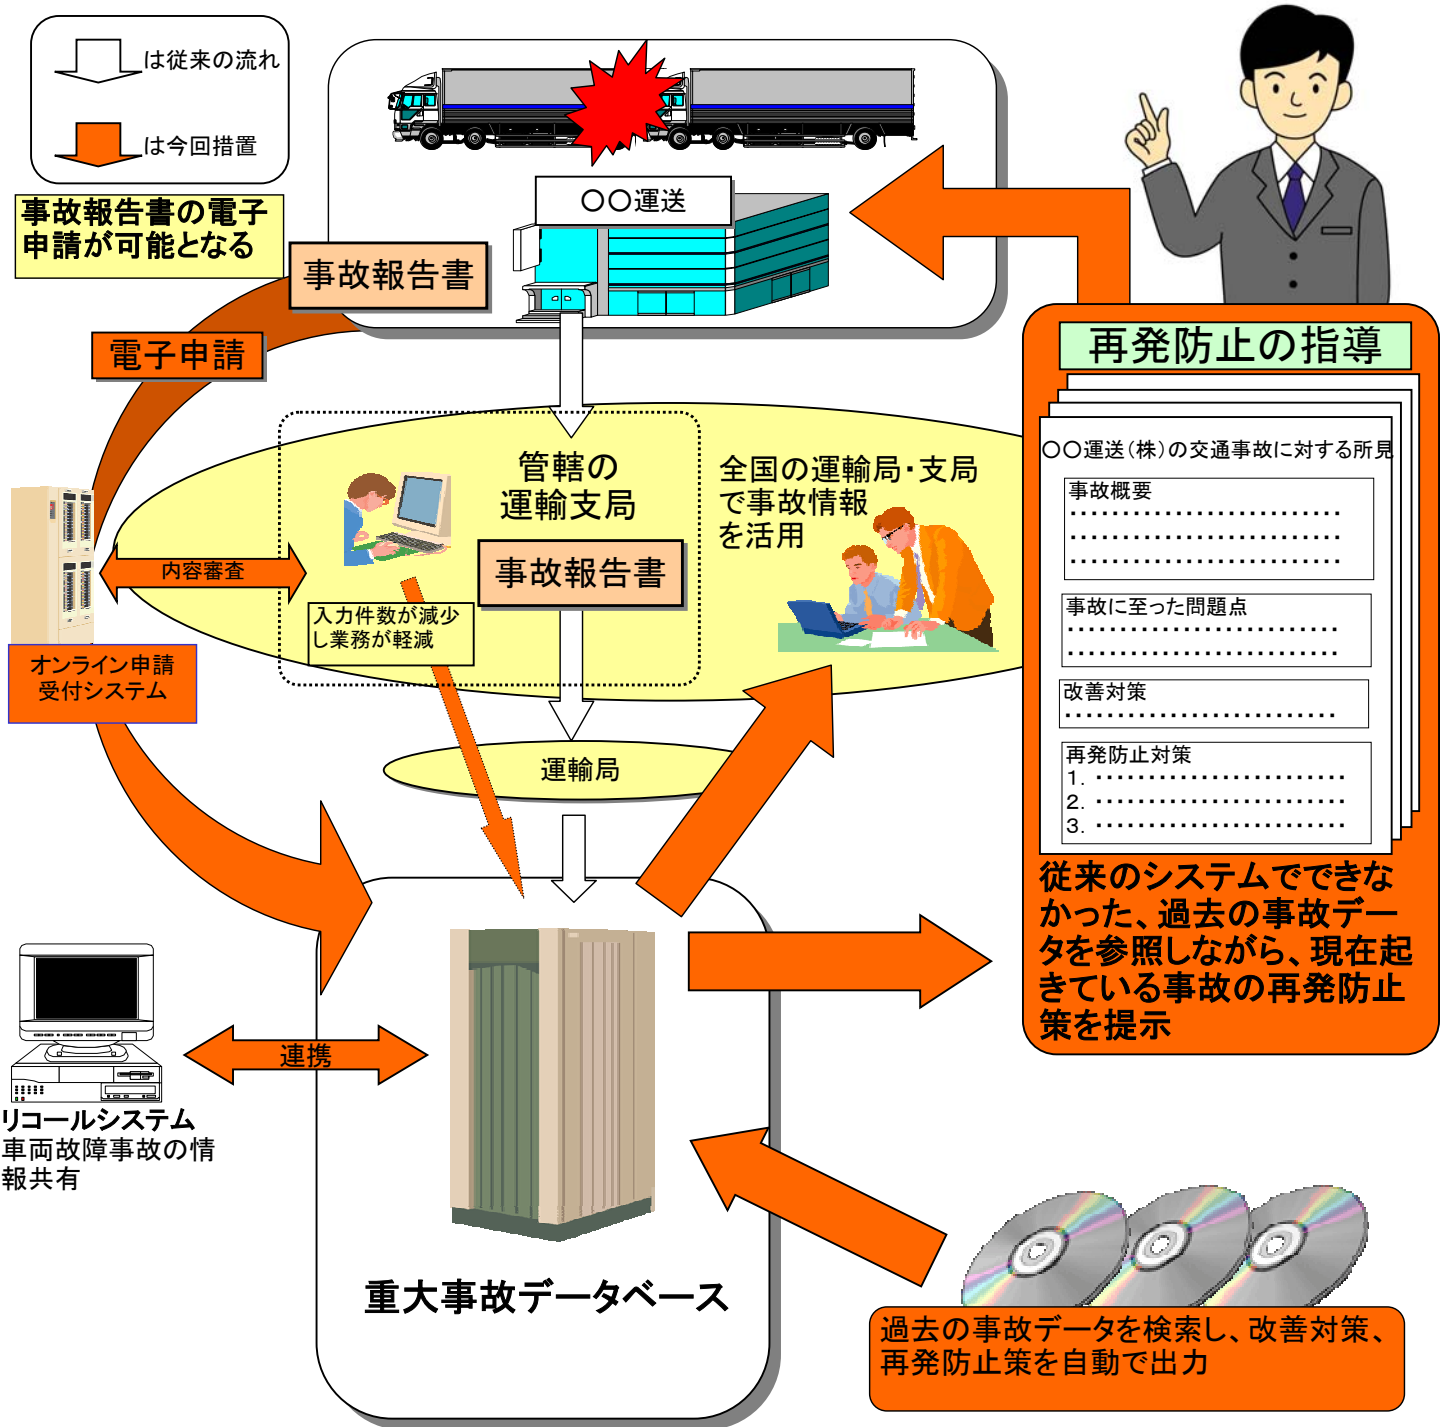 は従来の流れ
は今回措置
事故報告書の電子
申請が可能となる
〇〇運送
事故報告書
電子申請
再発防止の指導
〇〇運送(株)の交通事故に対する所見
事故概要
・・・・・・・・・・・・・・・・・・・・・・・・・
・・・・・・・・・・・・・・・・・・・・・・・・・
・・・・・・・・・・・・・・・・・・・・・・・・・
事故に至った問題点
・・・・・・・・・・・・・・・・・・・・・・・・・
・・・・・・・・・・・・・・・・・・・・・・・・・
改善対策
・・・・・・・・・・・・・・・・・・・・・・・・・
再発防止対策
1. ・・・・・・・・・・・・・・・・・・・・・・・
2. ・・・・・・・・・・・・・・・・・・・・・・・
3. ・・・・・・・・・・・・・・・・・・・・・・・
従来のシステムでできな
かった、過去の事故デー
タを参照しながら、現在起
きている事故の再発防止
策を提示
管轄の
運輸支局
事故報告書
全国の運輸局・支局
で事故情報
を活用
内容審査
入力件数が減少
し業務が軽減
オンライン申請
受付システム
運輸局
連携
リコールシステム
車両故障事故の情
報共有
重大事故データベース
過去の事故データを検索し、改善対策、
再発防止策を自動で出力